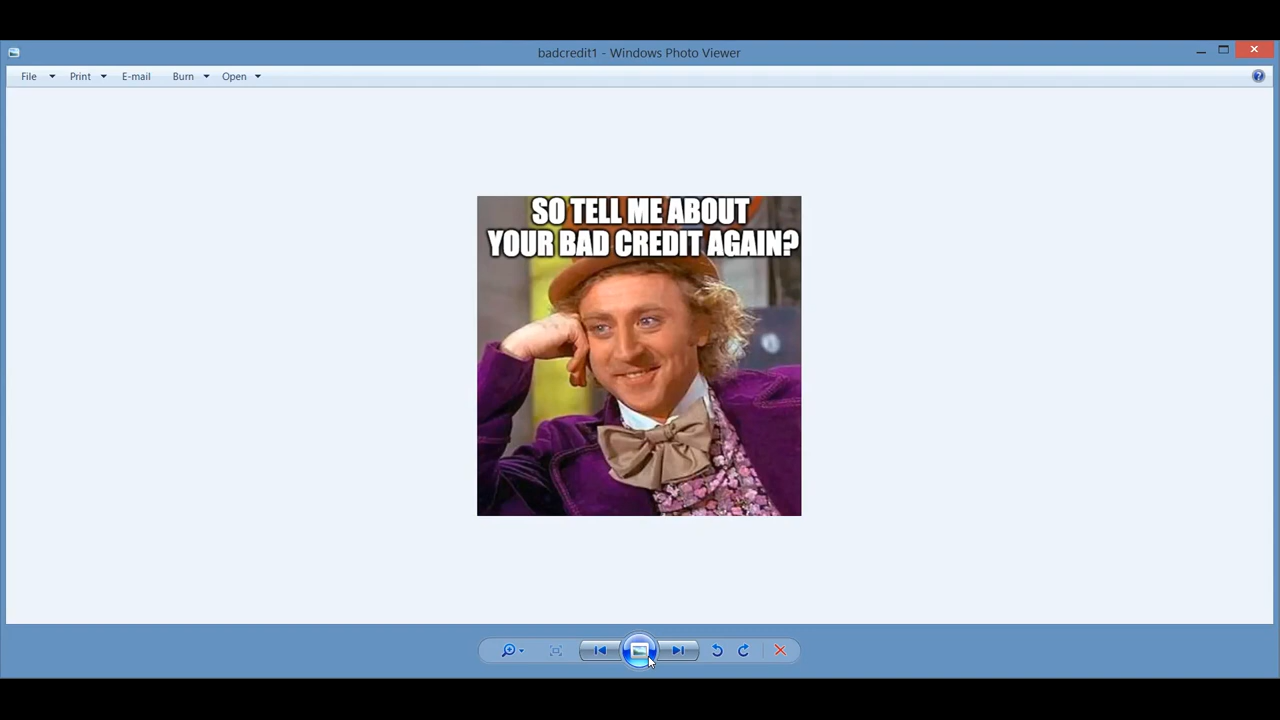 badcredit1 - Windows Photo Viewer
File Print E-mail Burn Open
SO TELL ME ABOUT
YOUR BAD CREDIT AGAIN?